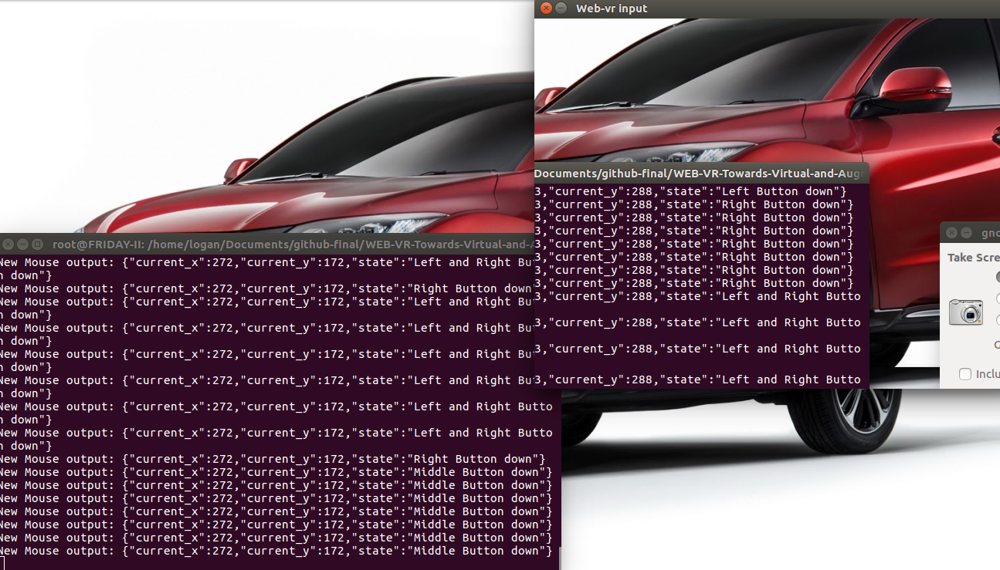 Web-vr input
Documents/github-final/WEB-VR-Towards-Virtual-and-Aug
3,"current_y":288,"state":"Left Button down"}
3,"current_y":288,"state":"Right Button down"}
3,"current_y":288,"state":"Right Button down"}
3,"current_y":288,"state":"Right Button down"}
3,"current_y":288,"state":"Right Button down"}
3,"current_y":288,"state":"Right Button down"}
3,"current_y":288,"state":"Right Button down"}
3,"current_y":288,"state":"Right Button down"}
3,"current_y":288,"state":"Left and Right Butto
3,"current_y":288,"state":"Left and Right Butto
3,"current_y":288,"state":"Left and Right Butto
3,"current_y":288,"state":"Left and Right Butto
gno
Take Scre
G
Inclu
root@FRIDAY-II: /home/logan/Documents/github-final/WEB-VR-Towards-Virtual-and-A
New Mouse output: {"current_x":272,"current_y":172,"state":"Left and Right But
n down"}
New Mouse output: {"current_x":272,"current_y":172,"state":"Right Button down"
New Mouse output: {"current_x":272,"current_y":172,"state":"Left and Right But
n down"}
New Mouse output: {"current_x":272,"current_y":172,"state":"Left and Right But
n down"}
New Mouse output: {"current_x":272,"current_y":172,"state":"Left and Right But
n down"}
New Mouse output: {"current_x":272,"current_y":172,"state":"Left and Right But
n down"}
New Mouse output: {"current_x":272,"current_y":172,"state":"Left and Right Butto
n down"}
New Mouse output: {"current_x":272,"current_y":172,"state":"Left and Right Butto
n down"}
New Mouse output: {"current_x":272,"current_y":172,"state":"Right Button down"}
New Mouse output: {"current_x":272,"current_y":172,"state":"Middle Button down"}
New Mouse output: {"current_x":272,"current_y":172,"state":"Middle Button down"}
New Mouse output: {"current_x":272,"current_y":172,"state":"Middle Button down"}
New Mouse output: {"current_x":272,"current_y":172,"state":"Middle Button down"}
New Mouse output: {"current_x":272,"current_y":172,"state":"Middle Button down"}
New Mouse output: {"current_x":272,"current_y":172,"state":"Middle Button down"}
New Mouse output: {"current_x":272,"current_y":172,"state":"Middle Button down"}